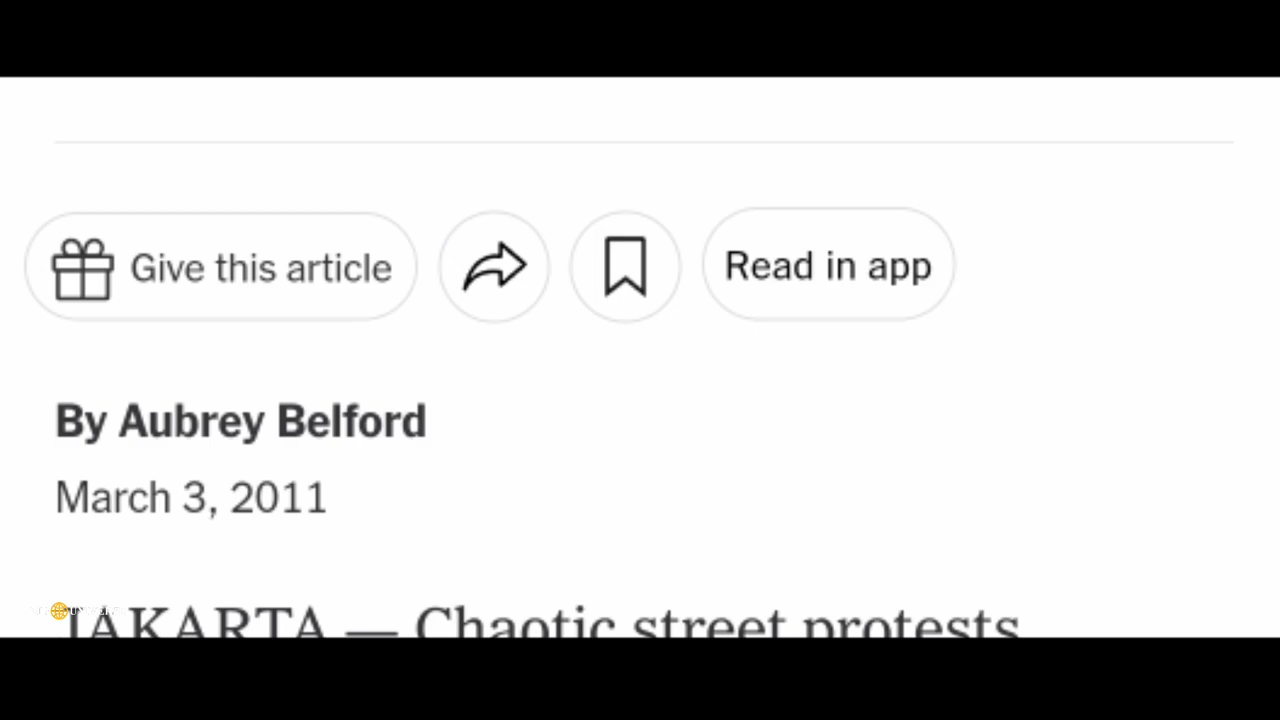 Give this article
Read in app
By Aubrey Belford
March 3, 2011
JAKARTA — Chaotic street protests